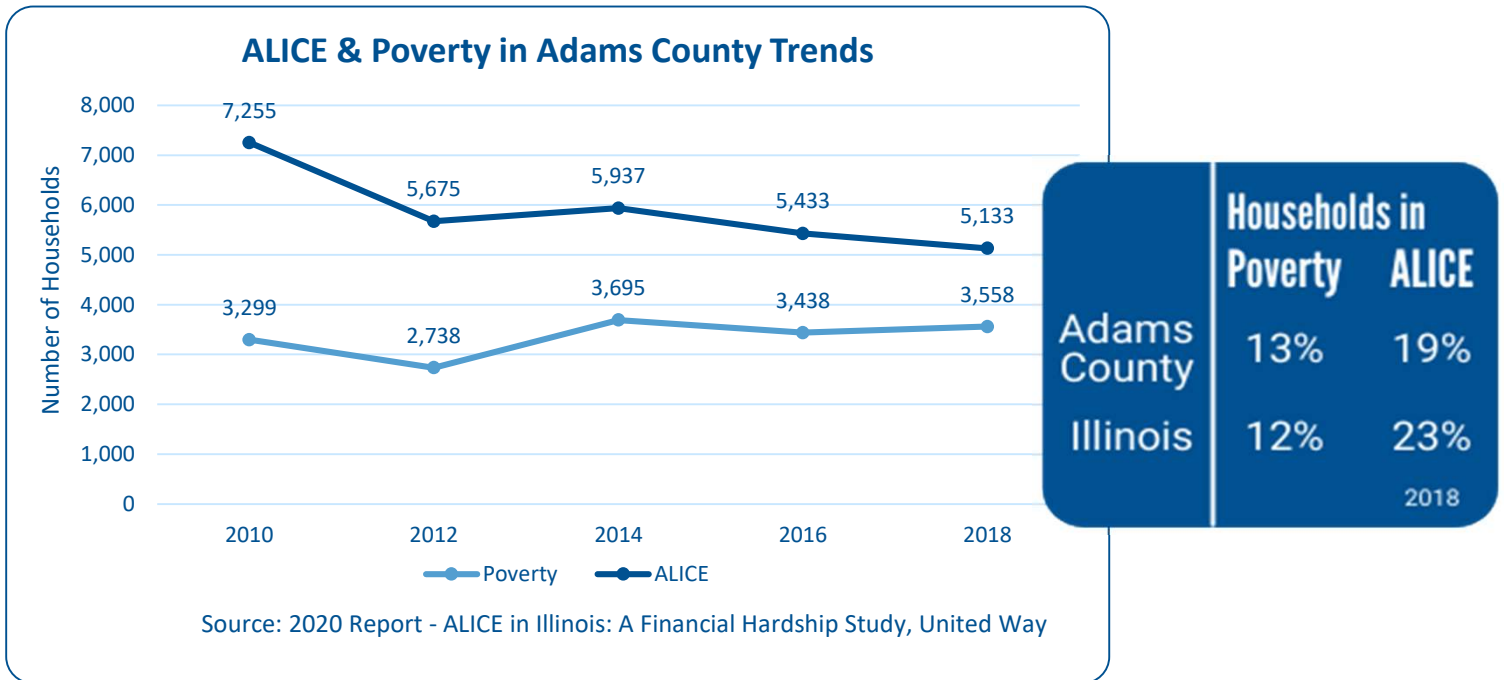 ALICE & Poverty in Adams County Trends
Number of Households
8,000
7,000
6,000
5,000
4,000
3,000
2,000
1,000
0
7,255
5,675
5,937
5,433
5,133
3,299
2,738
3,695
3,438
3,558
2010 2012 2014 2016 2018
Poverty ALICE
Source: 2020 Report - ALICE in Illinois: A Financial Hardship Study, United Way
Households in
Poverty ALICE
Adams
County 13% 19%
Illinois 12% 23%
2018